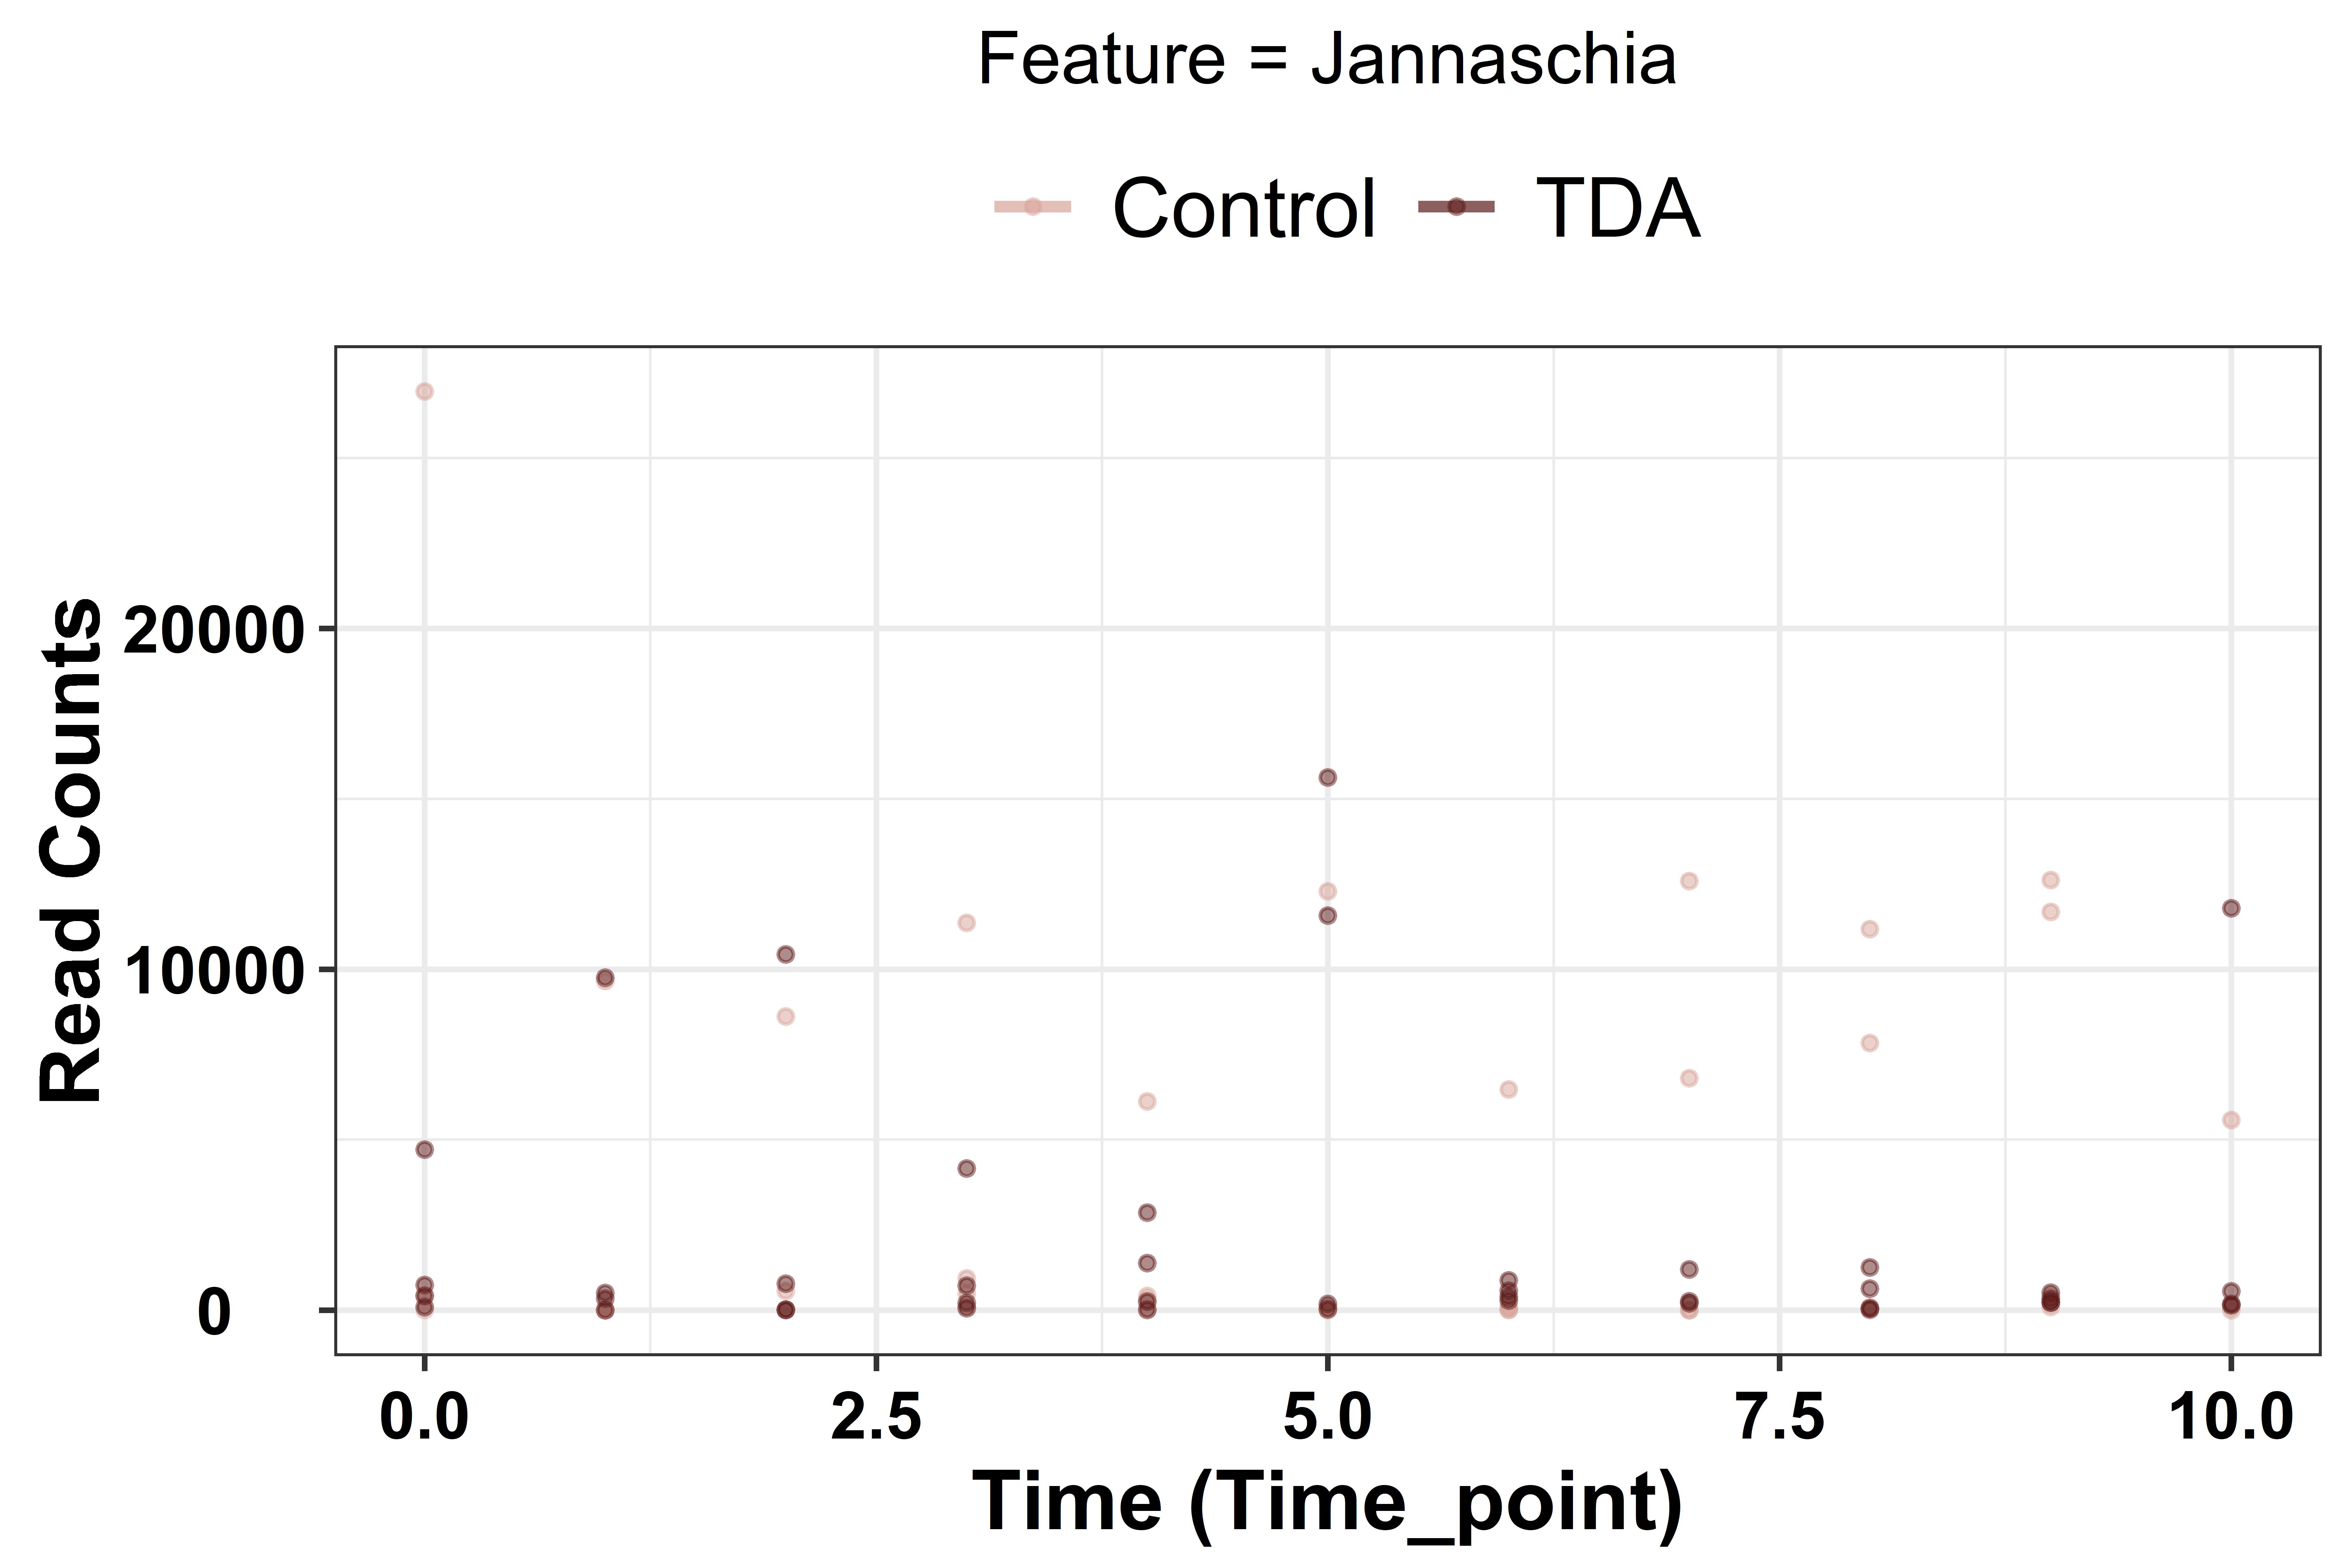 Feature = Jannaschia
Control TDA
Read Counts
20000
10000
0
0.0 2.5 5.0 7.5 10.0
Time (Time_point)